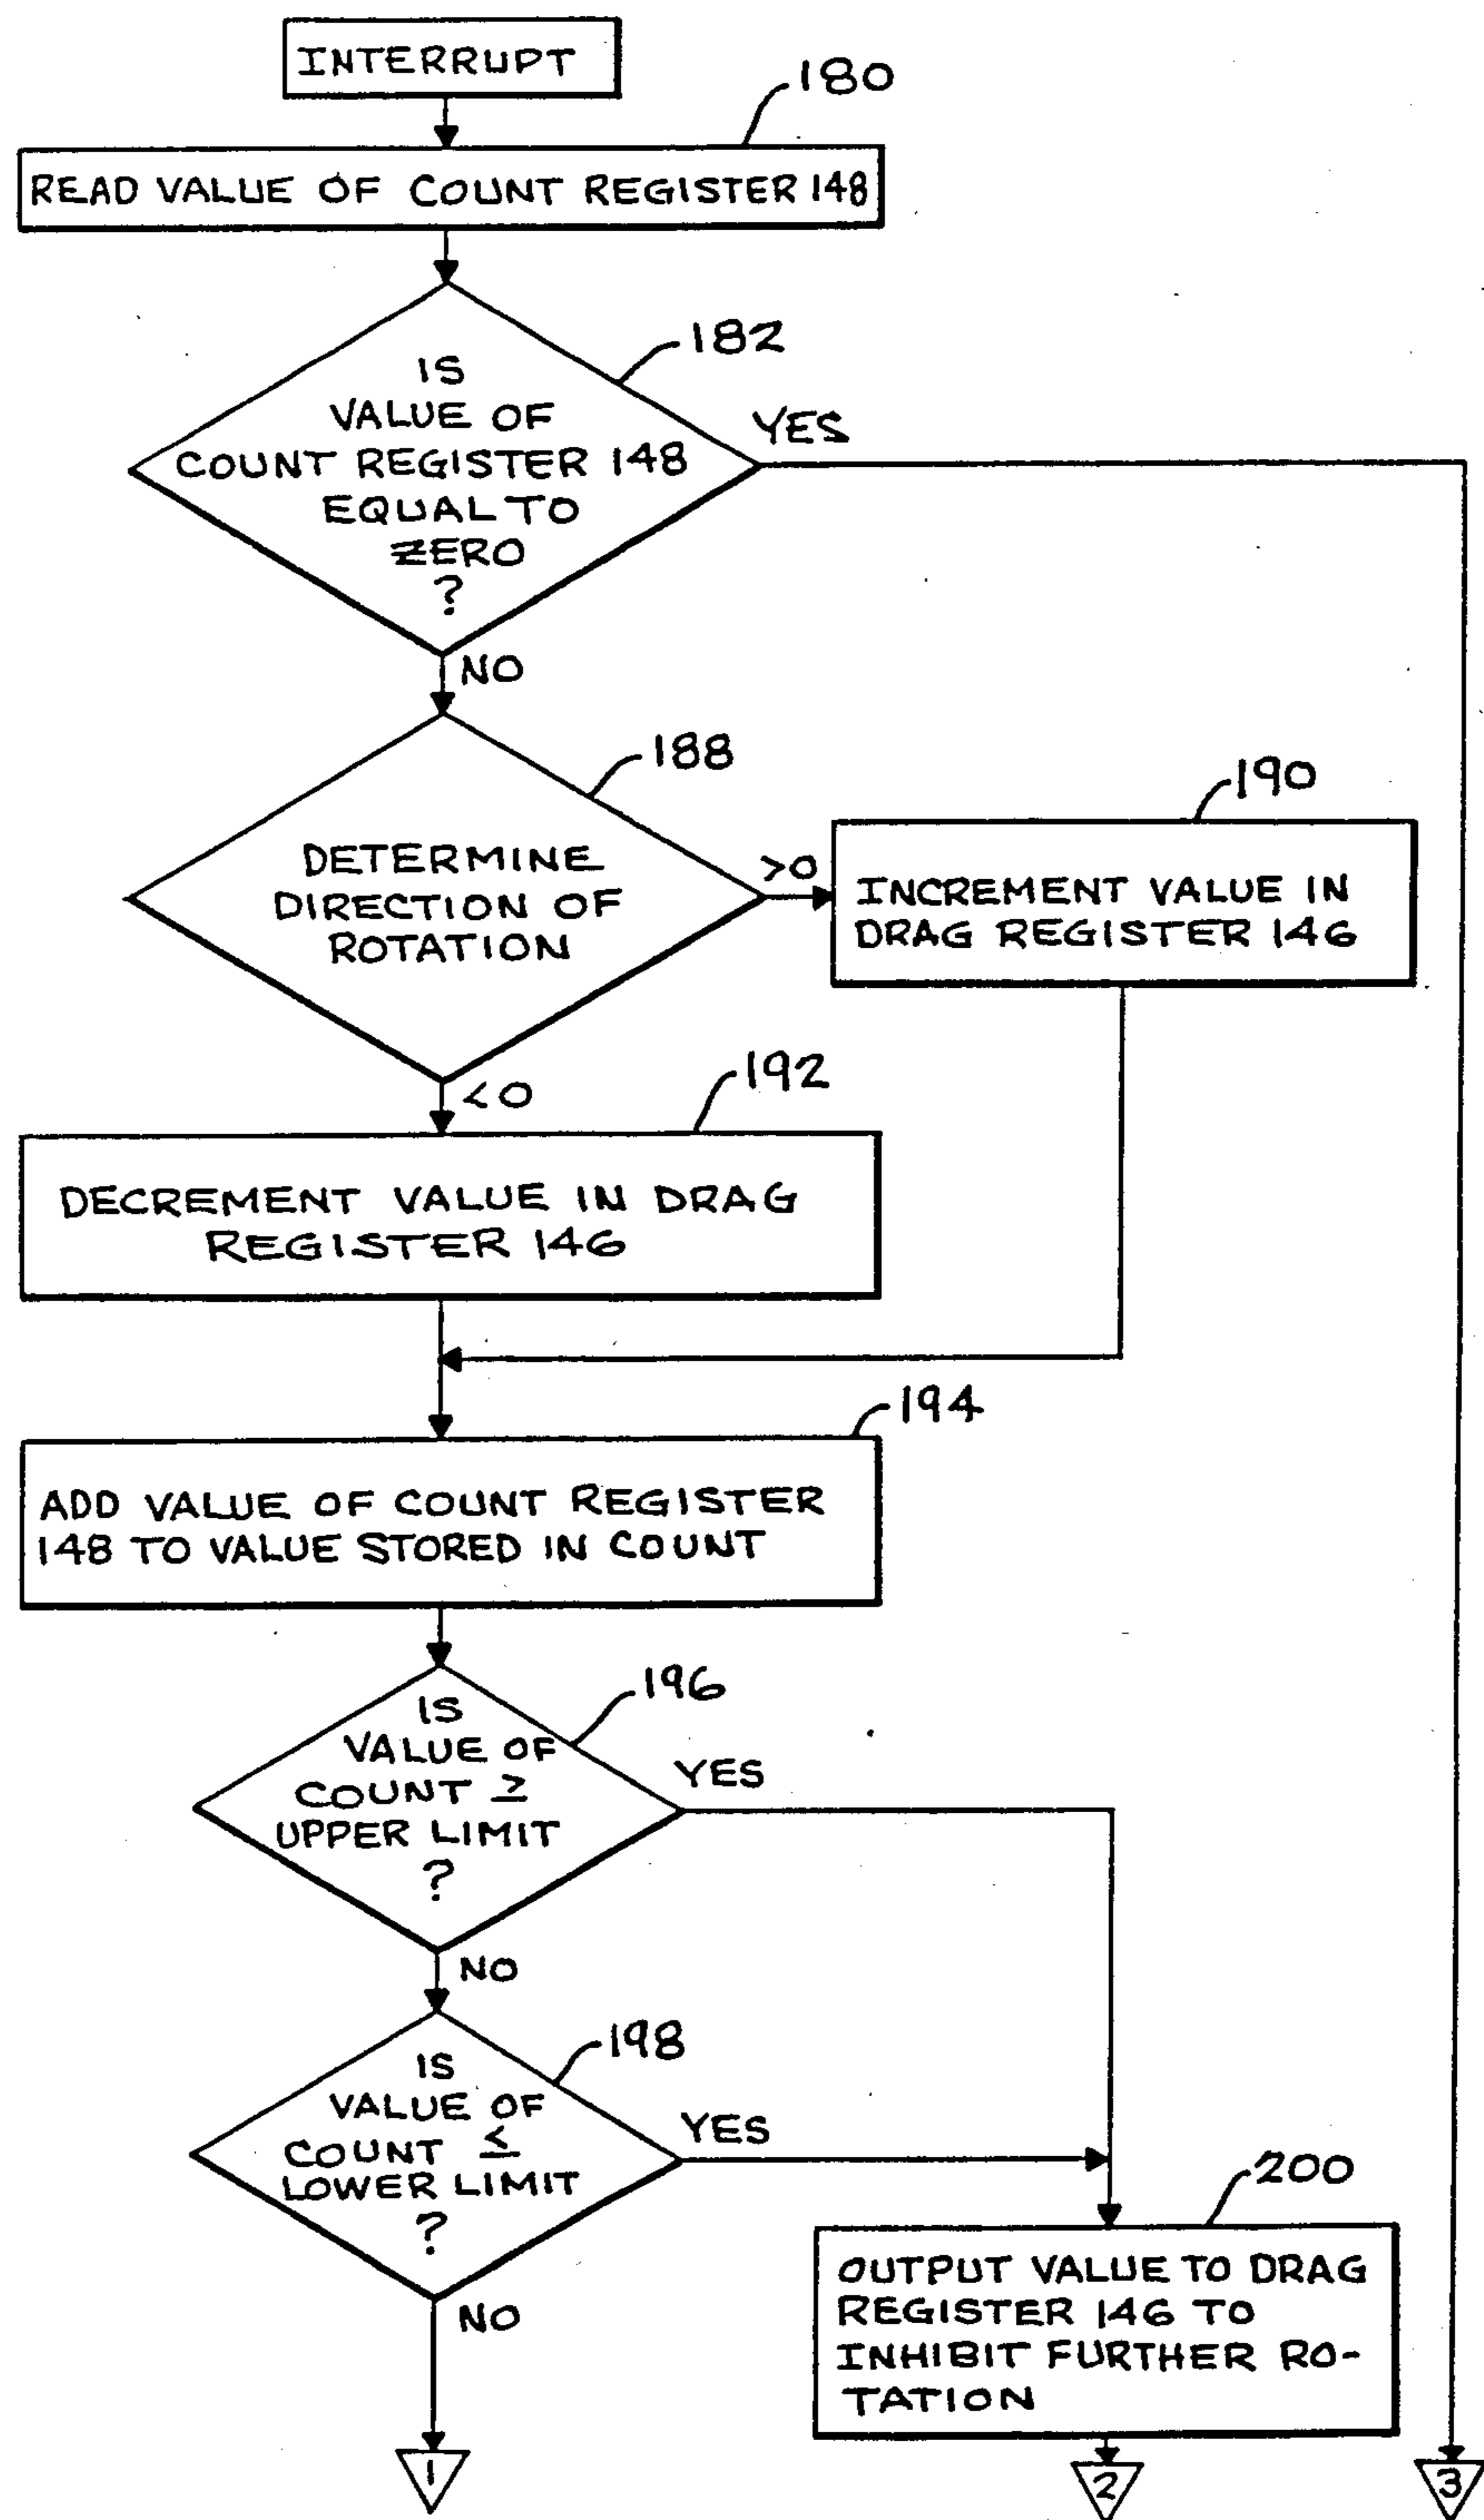 INTERRUPT
180
READ VALUE OF COUNT REGISTER 148
182
IS
VALUE OF
COUNT REGISTER 148
EQUAL TO
ZERO
?
YES
NO
188
DETERMINE
DIRECTION OF
ROTATION
>0
190
INCREMENT VALUE IN
DRAG REGISTER 146
<0
192
DECREMENT VALUE IN DRAG
REGISTER 146
194
ADD VALUE OF COUNT REGISTER
148 TO VALUE STORED IN COUNT
196
IS
VALUE OF
COUNT ≥
UPPER LIMIT
?
YES
NO
198
IS
VALUE OF
COUNT ≤
LOWER LIMIT
?
YES
NO
200
OUTPUT VALUE TO DRAG
REGISTER 146 TO
INHIBIT FURTHER RO-
TATION
1
2
3